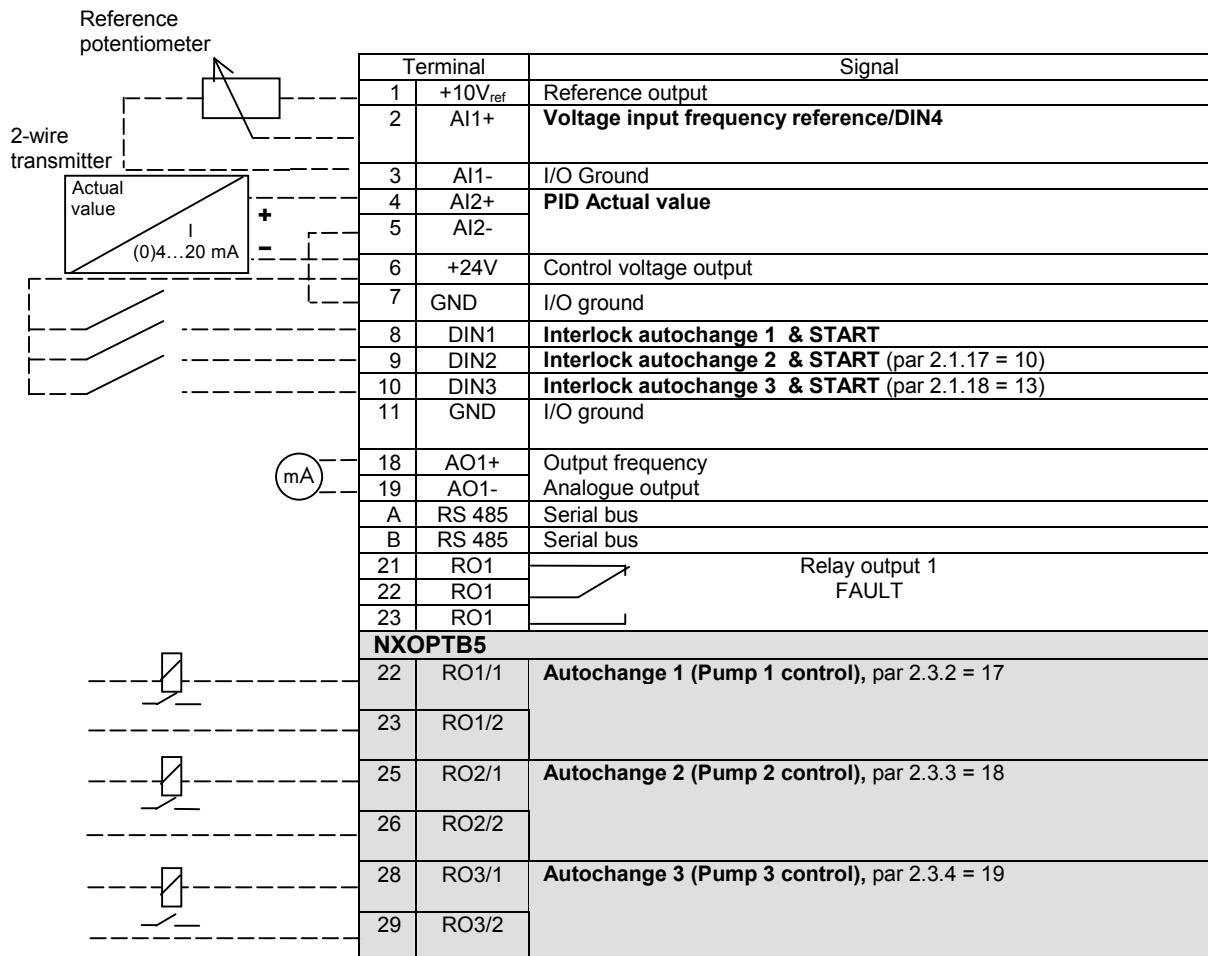 Reference
potentiometer
2-wire
transmitter
Actual
value
I
(0)4…20 mA
+
−
Terminal Signal
1 +10Vref Reference output
2 AI1+ Voltage input frequency reference/DIN4
3 AI1- I/O Ground
4 AI2+ PID Actual value
5 AI2-
6 +24V Control voltage output
7 GND I/O ground
8 DIN1 Interlock autochange 1 & START
9 DIN2 Interlock autochange 2 & START (par 2.1.17 = 10)
10 DIN3 Interlock autochange 3 & START (par 2.1.18 = 13)
11 GND I/O ground
mA
18 AO1+ Output frequency
19 AO1- Analogue output
A RS 485 Serial bus
B RS 485 Serial bus
21 RO1 Relay output 1
22 RO1 FAULT
23 RO1
NXOPTB5
22 RO1/1 Autochange 1 (Pump 1 control), par 2.3.2 = 17
23 RO1/2
25 RO2/1 Autochange 2 (Pump 2 control), par 2.3.3 = 18
26 RO2/2
28 RO3/1 Autochange 3 (Pump 3 control), par 2.3.4 = 19
29 RO3/2